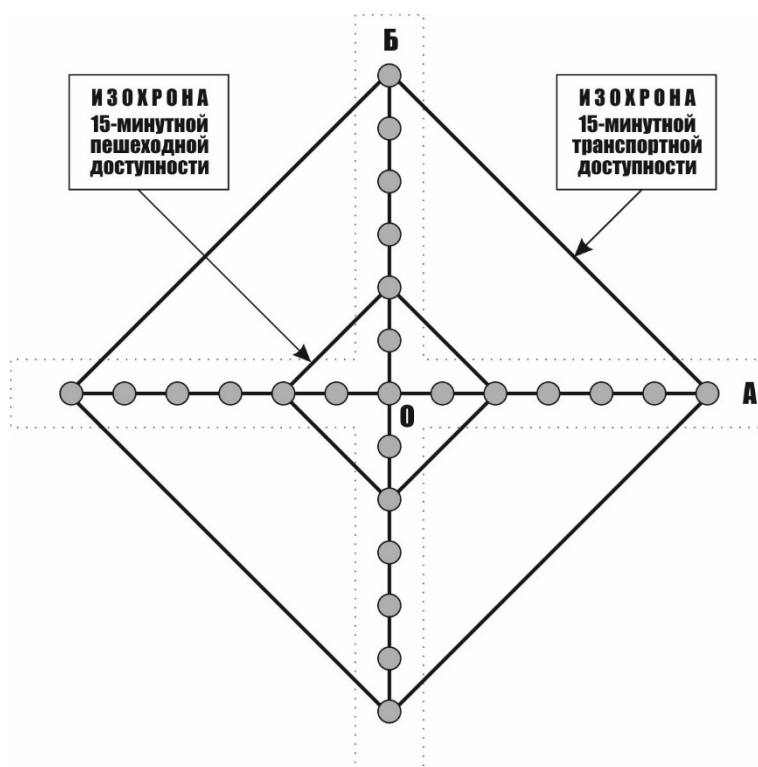 Б
ИЗОХРОНА
15-минутной
пешеходной
доступности
ИЗОХРОНА
15-минутной
транспортной
доступности
А
О